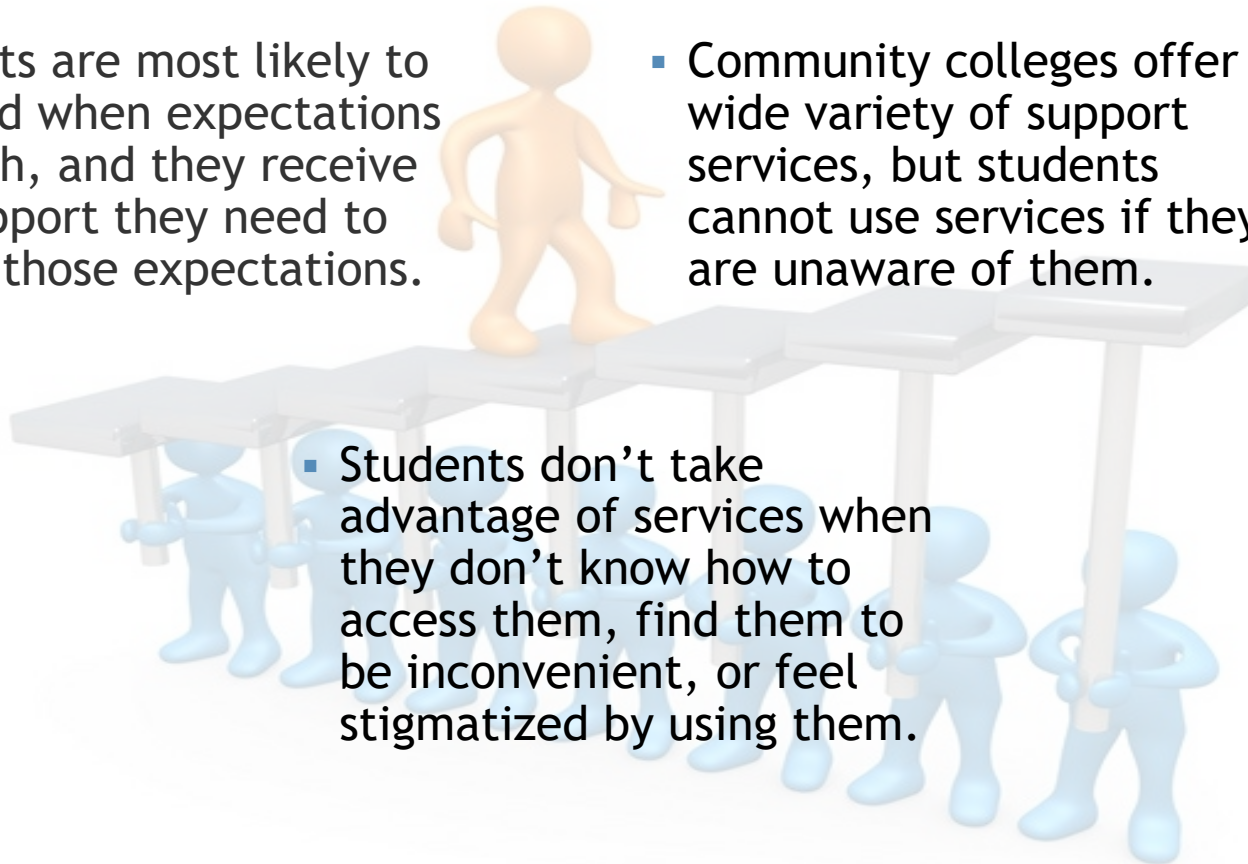 ts are most likely to
d when expectations
h, and they receive
pport they need to
those expectations.
▪ Community colleges offer
wide variety of support
services, but students
cannot use services if they
are unaware of them.
▪ Students don’t take
advantage of services when
they don’t know how to
access them, find them to
be inconvenient, or feel
stigmatized by using them.